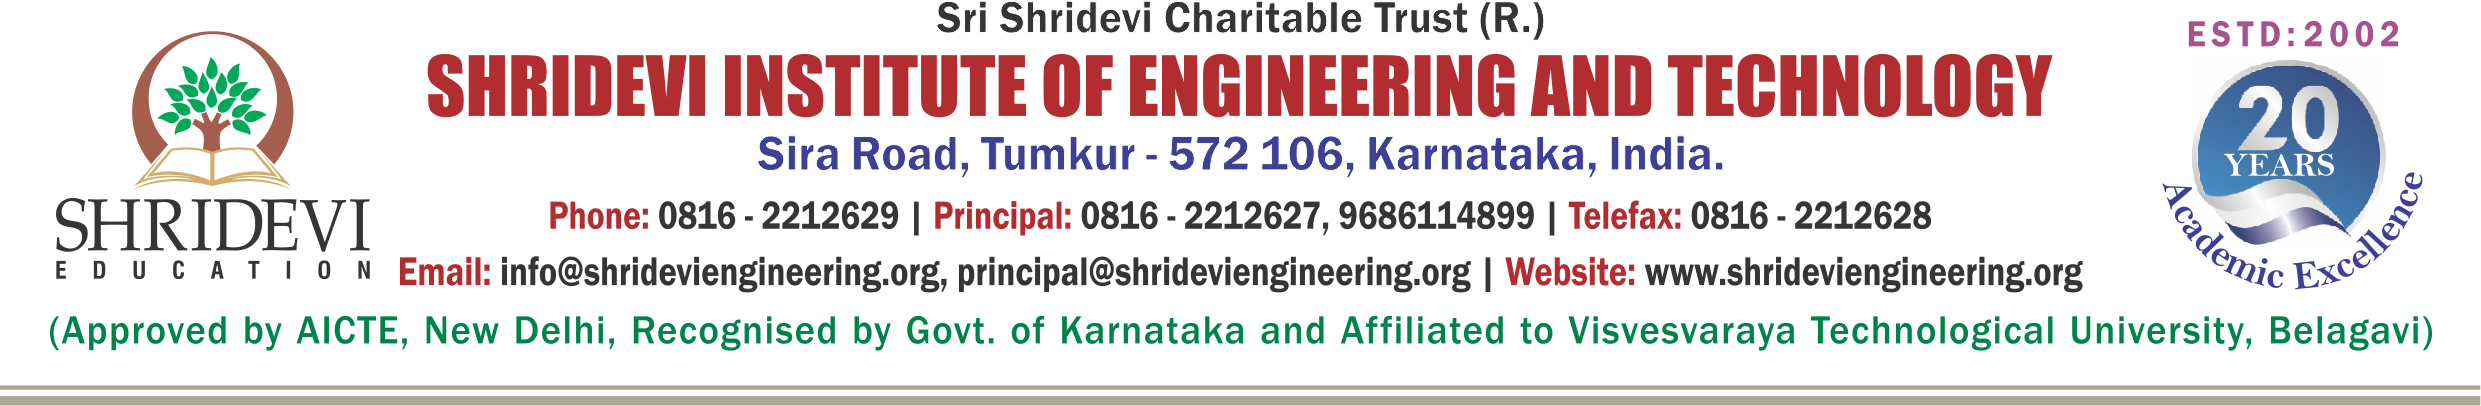 Sri Shridevi Charitable Trust (R.)
SHRIDEVI INSTITUTE OF ENGINEERING AND TECHNOLOGY
Sira Road, Tumkur - 572 106, Karnataka, India.
Phone: 0816 - 2212629 | Principal: 0816 - 2212627, 9686114899 | Telefax: 0816 - 2212628
Email: info@shrideviengineering.org, principal@shrideviengineering.org | Website: www.shrideviengineering.org
(Approved by AICTE, New Delhi, Recognised by Govt. of Karnataka and Affiliated to Visvesvaraya Technological University, Belagavi)
SHRIDEVI
EDUCATION
ESTD:2002
20
YEARS
Academic Excellence